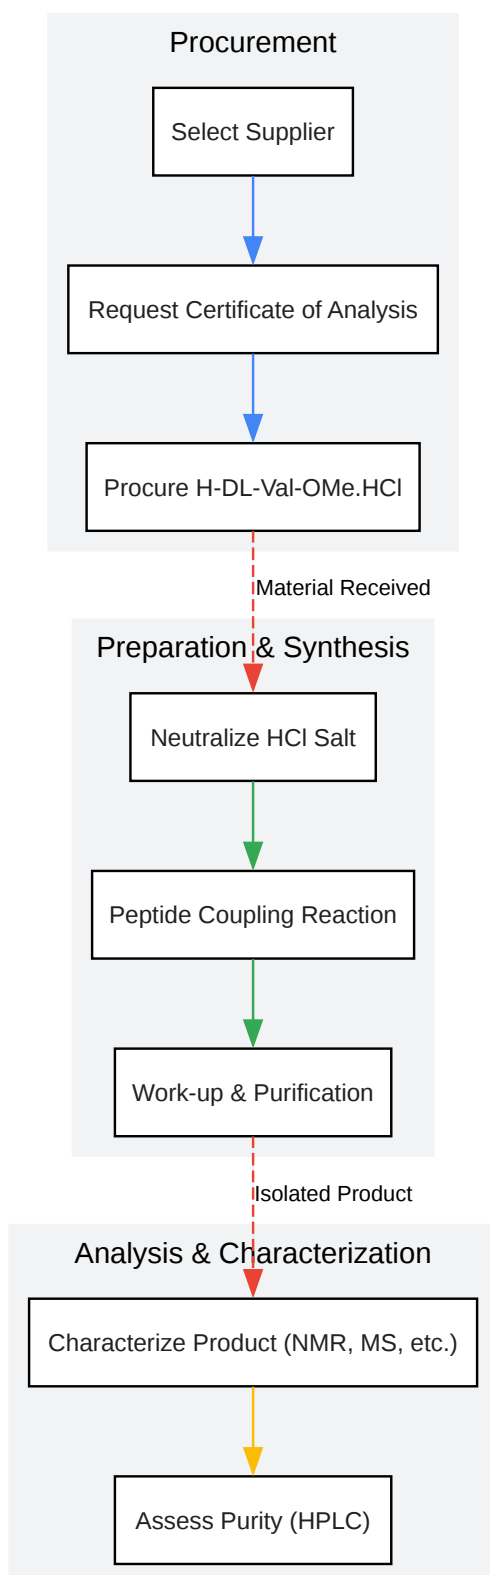 Procurement
Select Supplier
Request Certificate of Analysis
Procure H-DL-Val-OMe.HCl
Material Received
Preparation & Synthesis
Neutralize HCl Salt
Peptide Coupling Reaction
Work-up & Purification
Isolated Product
Analysis & Characterization
Characterize Product (NMR, MS, etc.)
Assess Purity (HPLC)